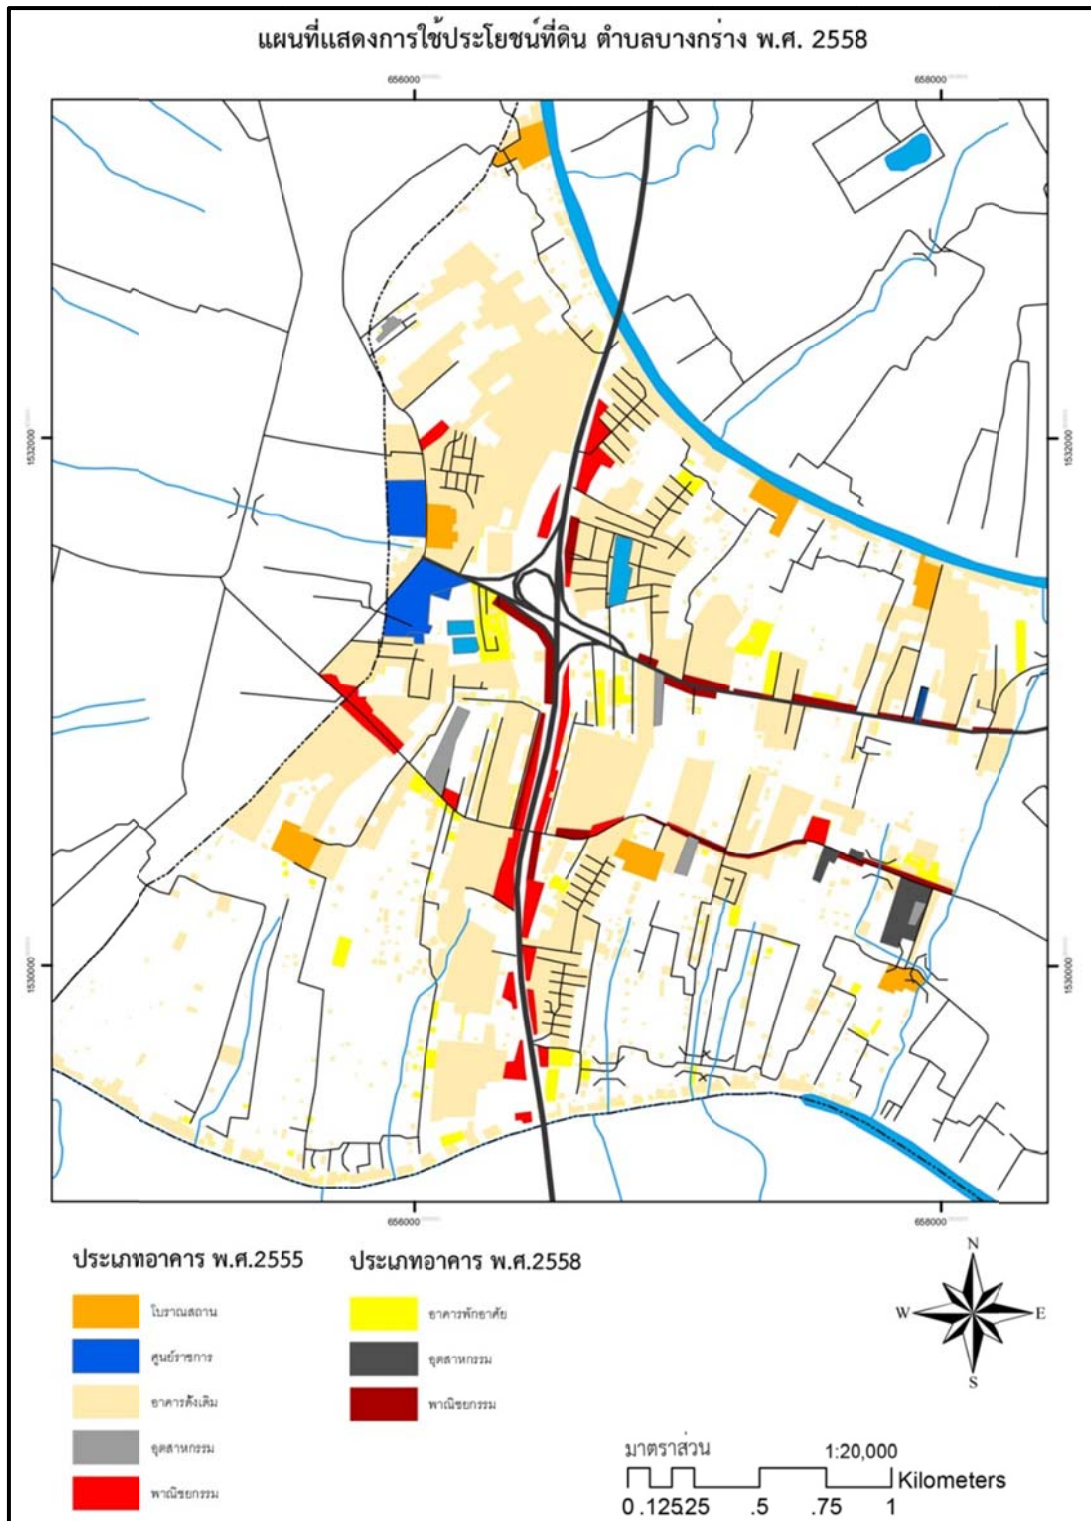 แผนที่แสดงการใช้ประโยชน์ที่ดิน ตำบลบางกร่าง พ.ศ. 2558
656000 658000
1532000 1532000
1530000 1530000
656000 658000
ประเภทอาคาร พ.ศ.2555
โบราณสถาน
ศูนย์ราชการ
อาคารดังเดิม
อุตสาหกรรม
พาณิชยกรรม
ประเภทอาคาร พ.ศ.2558
อาคารพักอาศัย
อุตสาหกรรม
พาณิชยกรรม
N
W E
S
มาตราส่วน 1:20,000
Kilometers
0 .125.25 .5 .75 1